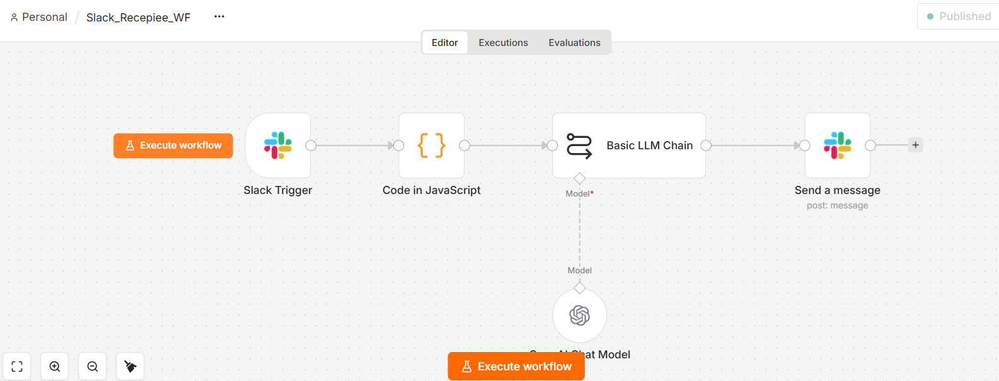 Personal / Slack_Recepiee_WF ...
Published
Editor Executions Evaluations
Execute workflow
Basic LLM Chain
Slack Trigger
Code in JavaScript
Model*
Send a message
post: message
Model
Chat Model
Execute workflow